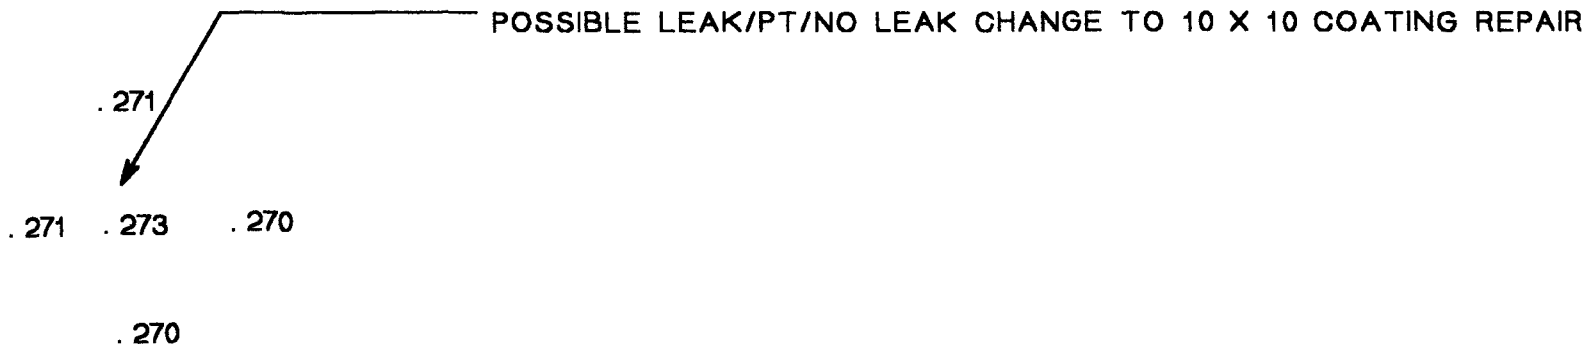 POSSIBLE LEAK/PT/NO LEAK CHANGE TO 10 X 10 COATING REPAIR
. 271
. 271 . 273 . 270
. 270